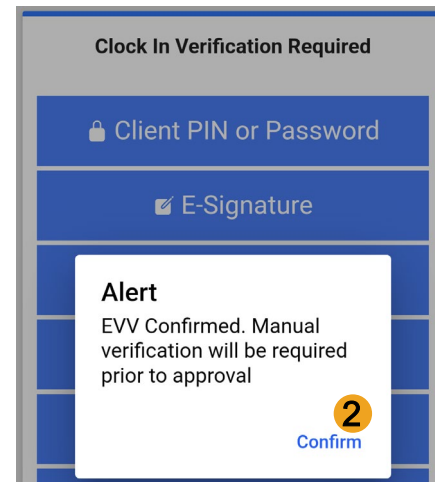 Clock In Verification Required
Client PIN or Password
E-Signature
Alert
EVV Confirmed. Manual
verification will be required
prior to approval
2
Confirm